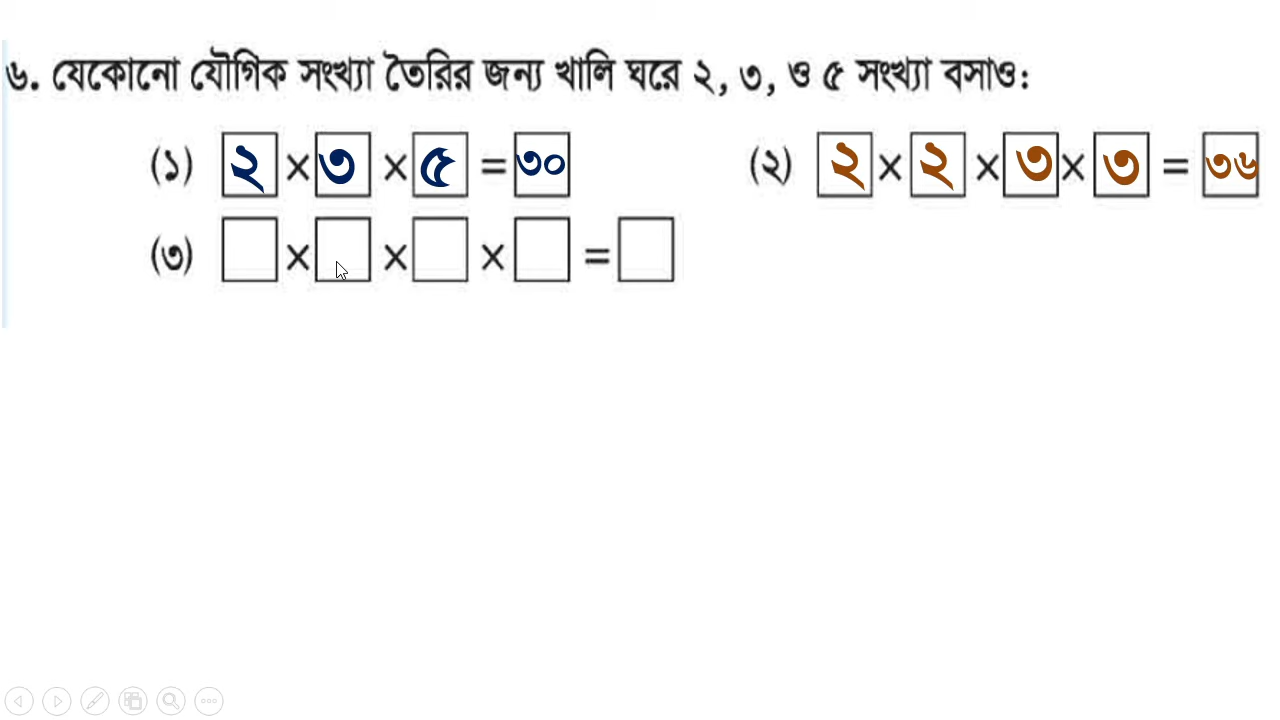 ৬. যেকোনো যৌগিক সংখ্যা তৈরির জন্য খালি ঘরে ২, ৩, ও ৫ সংখ্যা বসাও:
(১) ২ × ৩ × ৫ = ৩০ (২) ২ × ২ × ৩ × ৩ = ৩৬
(৩) × × × =